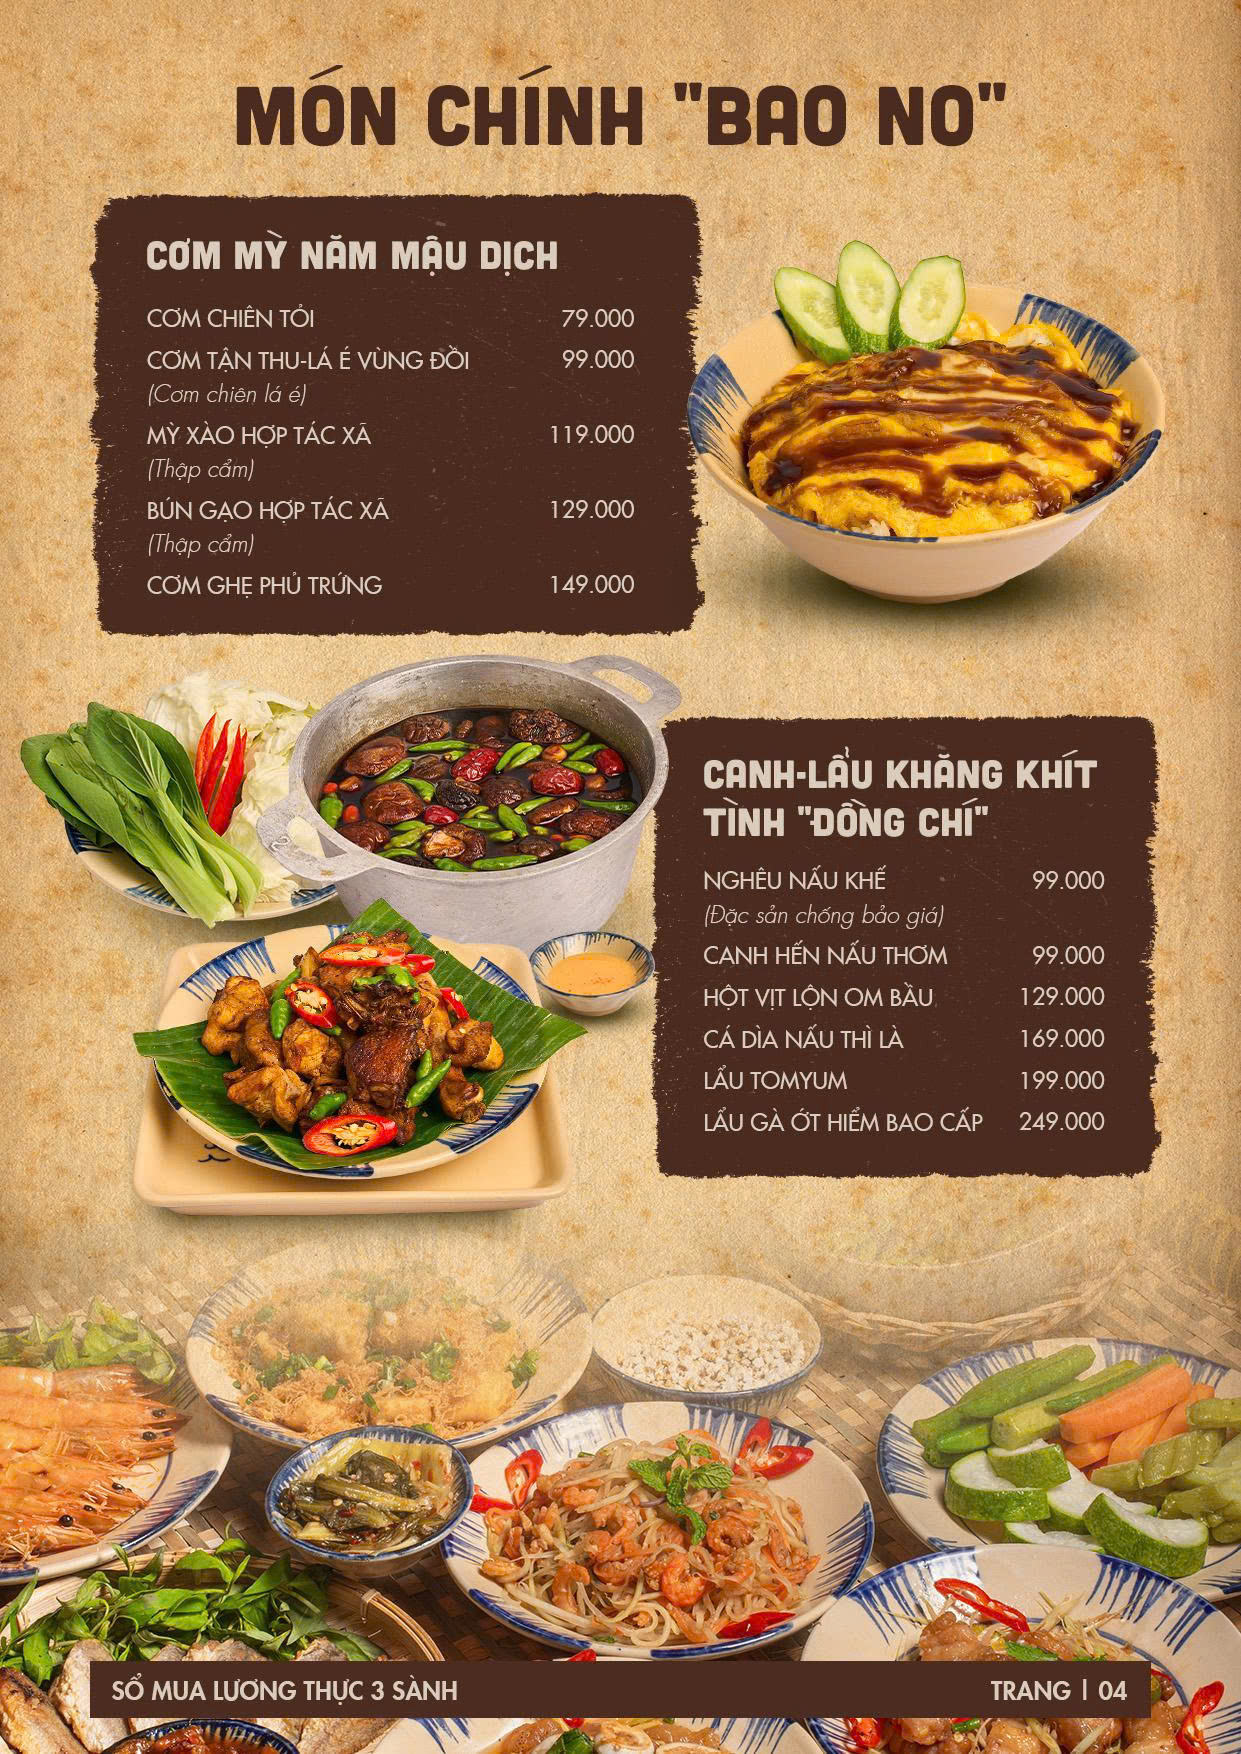 MÓN CHÍNH "BAO NO"
CƠM MỲ NĂM MẬU DỊCH
CƠM CHIÊN TỎI 79.000
CƠM TẬN THU-LÁ É VÙNG ĐỒI 99.000
(Cơm chiên lá é)
MỲ XÀO HỢP TÁC XÃ 119.000
(Thập cẩm)
BÚN GẠO HỢP TÁC XÃ 129.000
(Thập cẩm)
CƠM GHẸ PHỦ TRỨNG 149.000
CANH-LẨU KHĂNG KHÍT
TÌNH "ĐỒNG CHÍ"
NGHÊU NẤU KHẾ 99.000
(Đặc sản chống bảo giá)
CANH HẾN NẤU THƠM 99.000
HỘT VỊT LỘN OM BẦU 129.000
CÁ DÌA NẤU THÌ LÀ 169.000
LẨU TOMYUM 199.000
LẨU GÀ ỚT HIỂM BAO CẤP 249.000
SỔ MUA LƯƠNG THỰC 3 SÀNH
TRANG | 04